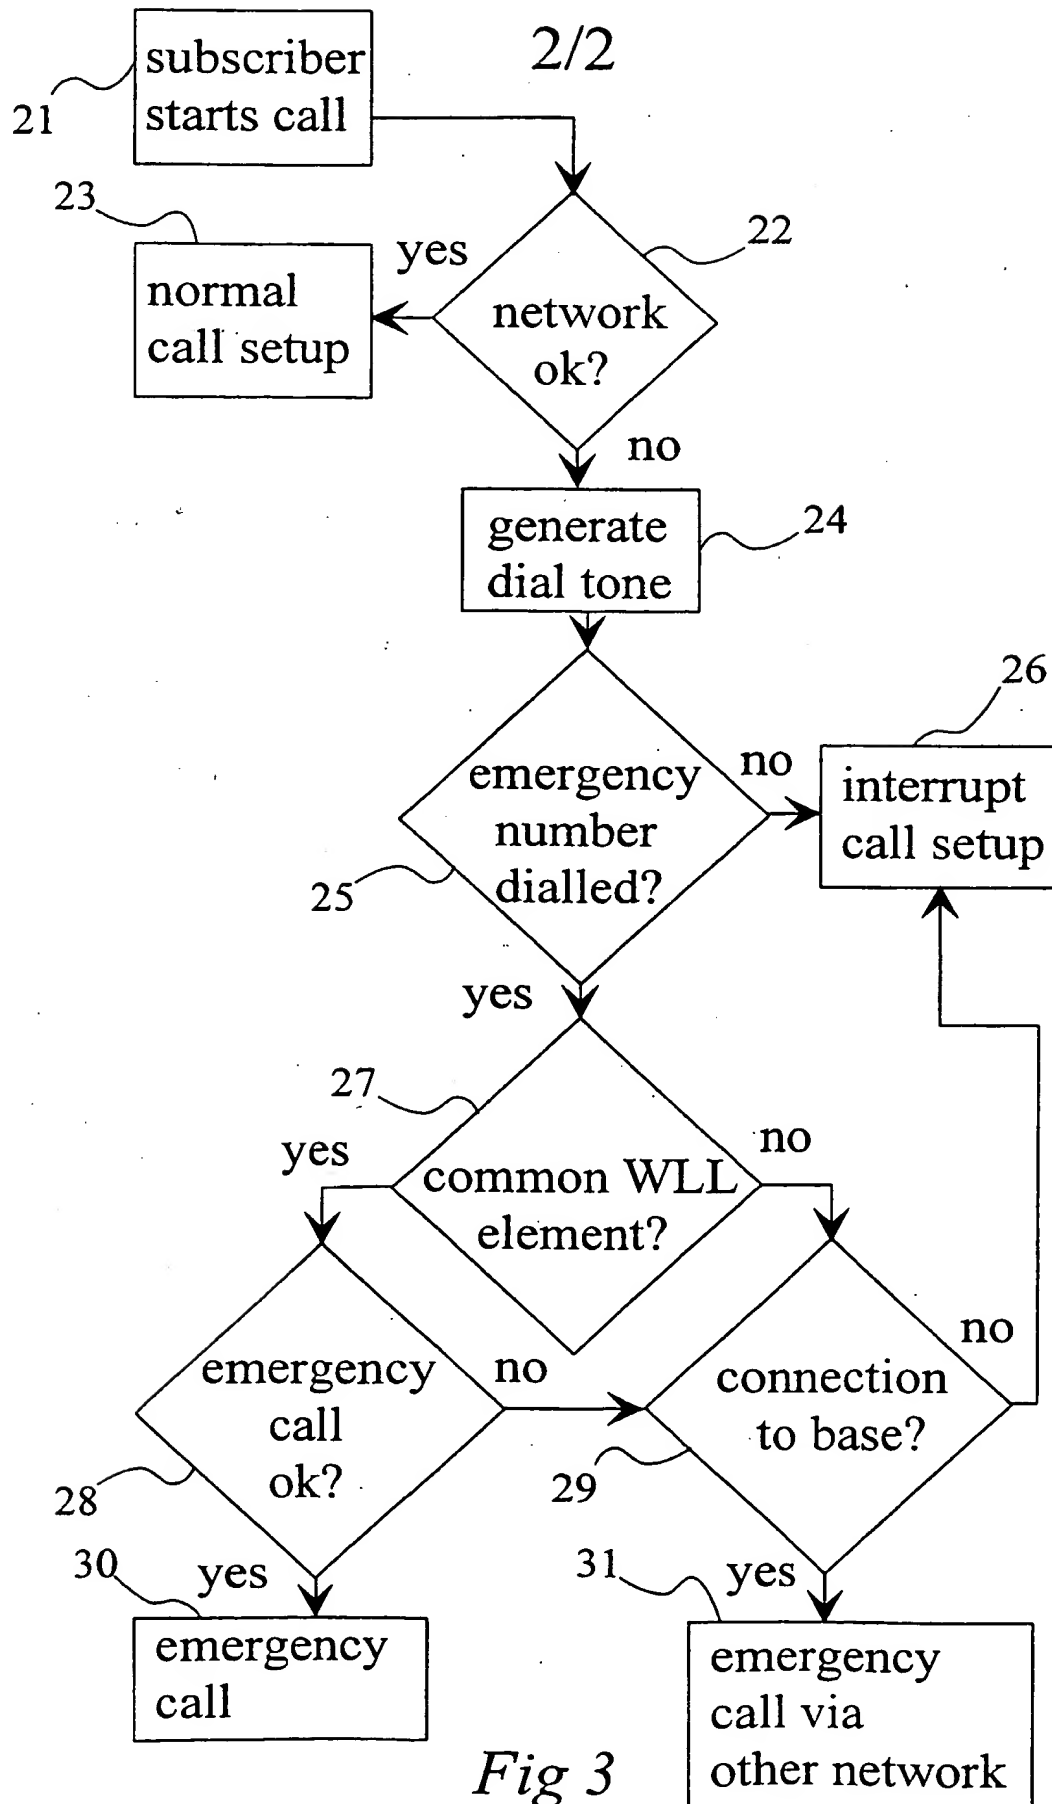 subscriber
starts call
2/2
21
23
22
yes
normal
call setup
network
ok?
no
generate
dial tone
24
26
emergency
number
dialled?
no
interrupt
call setup
25
yes
27
yes
no
common WLL
element?
emergency
call
ok?
no
connection
to base?
no
28
29
30
yes
31
yes
emergency
call
emergency
call via
other network
Fig 3